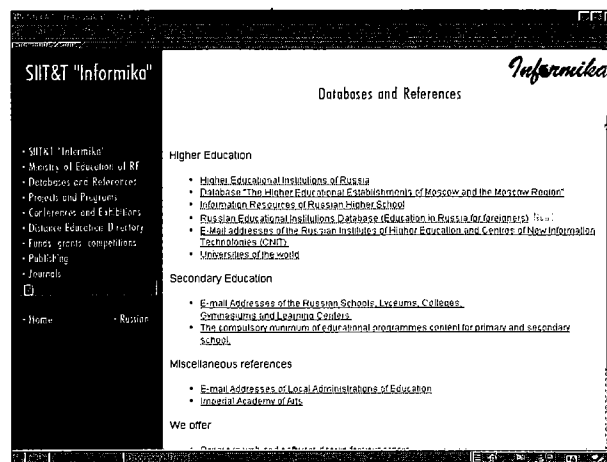 SIIT&T "Informika"
Informika
Databases and References
• SIIT&T "Informika"
• Ministry of Education of RF
• Databases and References
• Projects and Programs
• Conferences and Exhibitions
• Distance Education Directory
• Funds, grants, competitions
• Publishing
• Journals
• Home
• Russian
Higher Education
• Higher Educational Institutions of Russia
• Database "The Higher Educational Establishments of Moscow and the Moscow Region"
• Information Resources of Russian Higher School
• Russian Educational Institutions Database (Education in Russia for foreigners)
• E-Mail addresses of the Russian Institutes of Higher Education and Centres of New Information
Technologies (CNIT)
• Universities of the world
Secondary Education
• E-mail Addresses of the Russian Schools, Lyceums, Colleges,
Gymnasiums and Learning Centers
• The compulsory minimum of educational programmes content for primary and secondary
school.
Miscellaneous references
• E-mail Addresses of Local Administrations of Education
• Imperial Academy of Arts
We offer